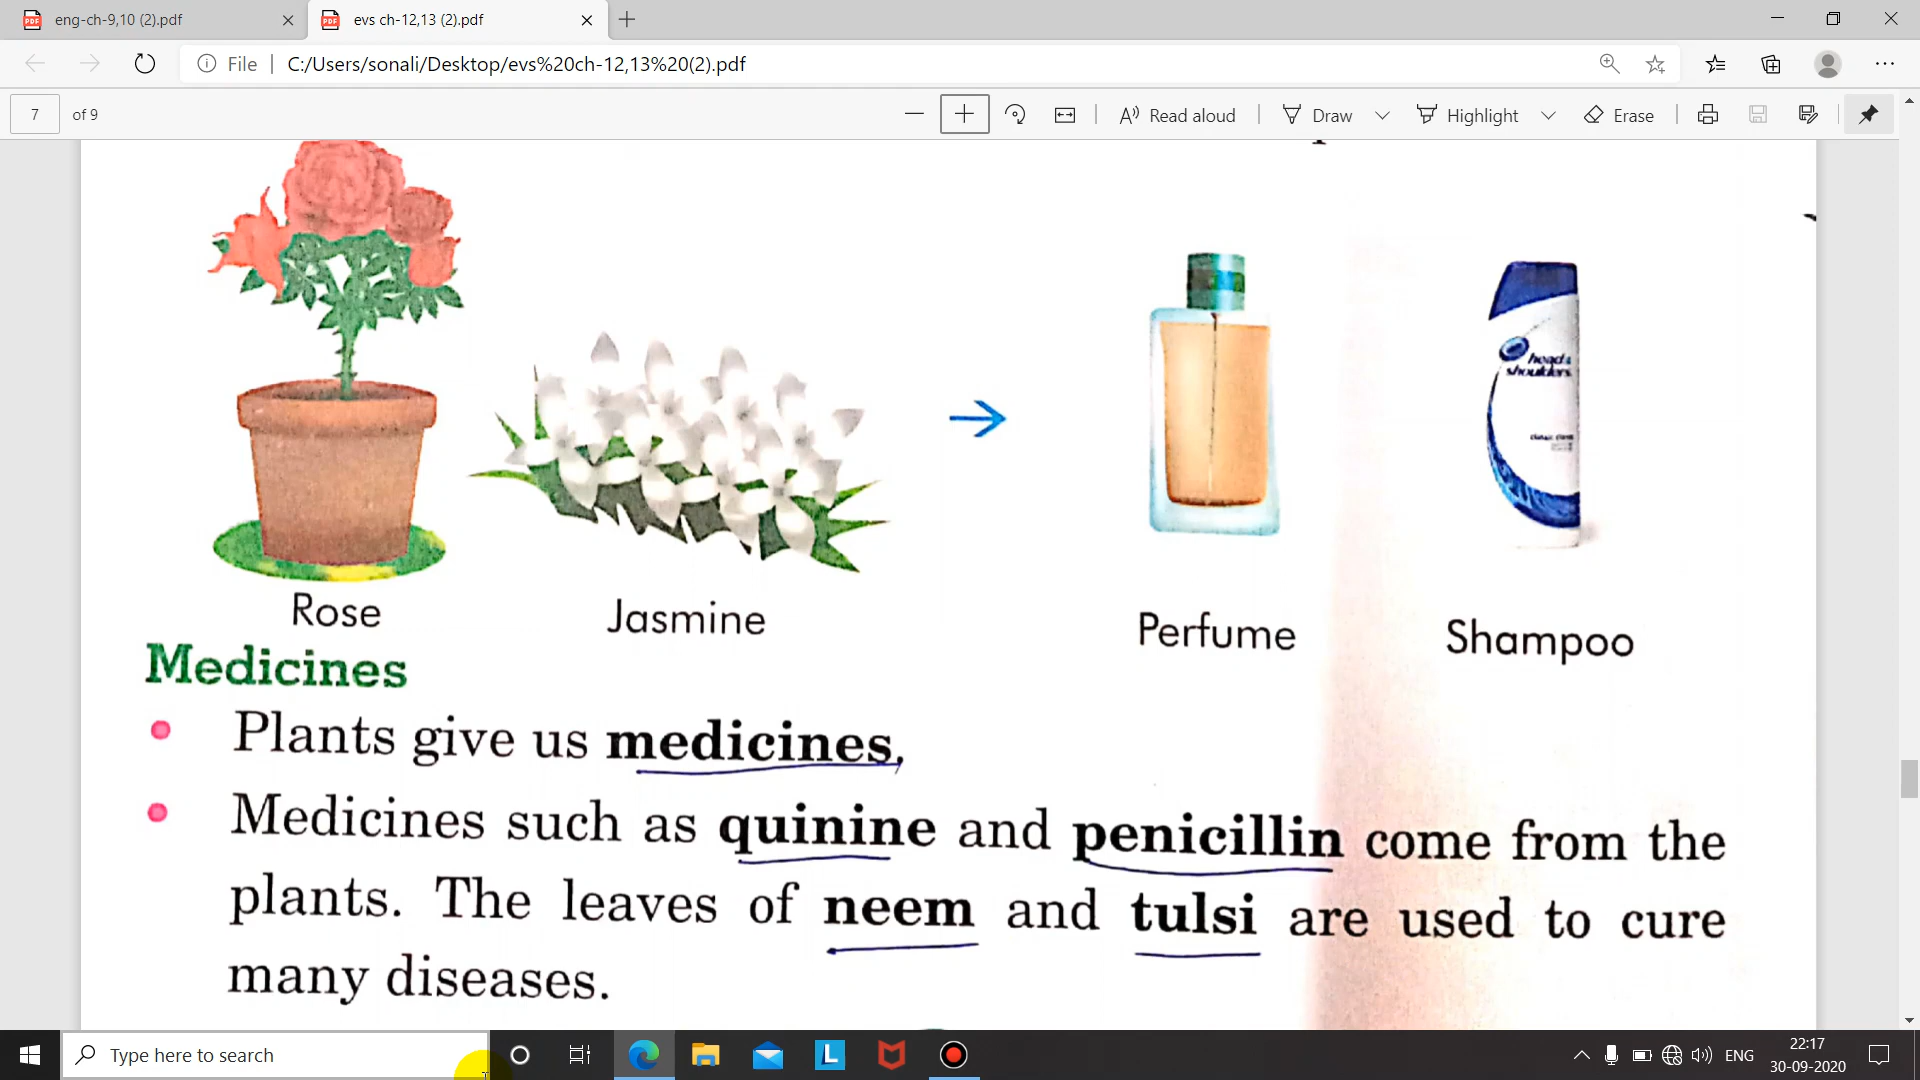 eng-ch-9,10 (2).pdf
evs ch-12,13 (2).pdf
File
C:/Users/sonali/Desktop/evs%20ch-12,13%20(2).pdf
7 of 9
Read aloud
Draw
Highlight
Erase
head &
shoulders
Rose
Jasmine
Perfume
Shampoo
Medicines
Plants give us medicines,
Medicines such as quinine and penicillin come from the
plants. The leaves of neem and tulsi are used to cure
many diseases.
Type here to search
L
ENG
22:17
30-09-2020